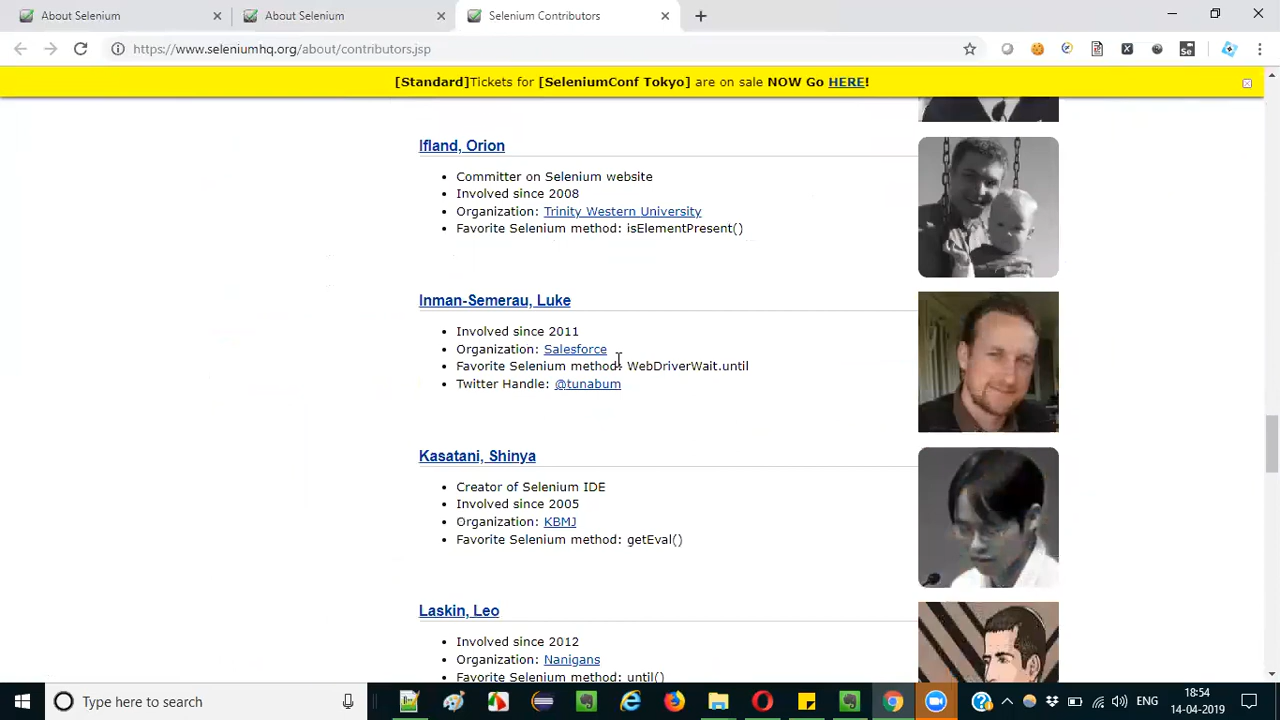 About Selenium
About Selenium
Selenium Contributors
https://www.seleniumhq.org/about/contributors.jsp
[Standard]Tickets for [SeleniumConf Tokyo] are on sale NOW Go HERE!
Ifland, Orion
Committer on Selenium website
Involved since 2008
Organization: Trinity Western University
Favorite Selenium method: isElementPresent()
Inman-Semerau, Luke
Involved since 2011
Organization: Salesforce
Favorite Selenium method: WebDriverWait.until
Twitter Handle: @tunabum
Kasatani, Shinya
Creator of Selenium IDE
Involved since 2005
Organization: KBMJ
Favorite Selenium method: getEval()
Laskin, Leo
Involved since 2012
Organization: Nanigans
Favorite Selenium method: until()
Type here to search
ENG
18:54
14-04-2019